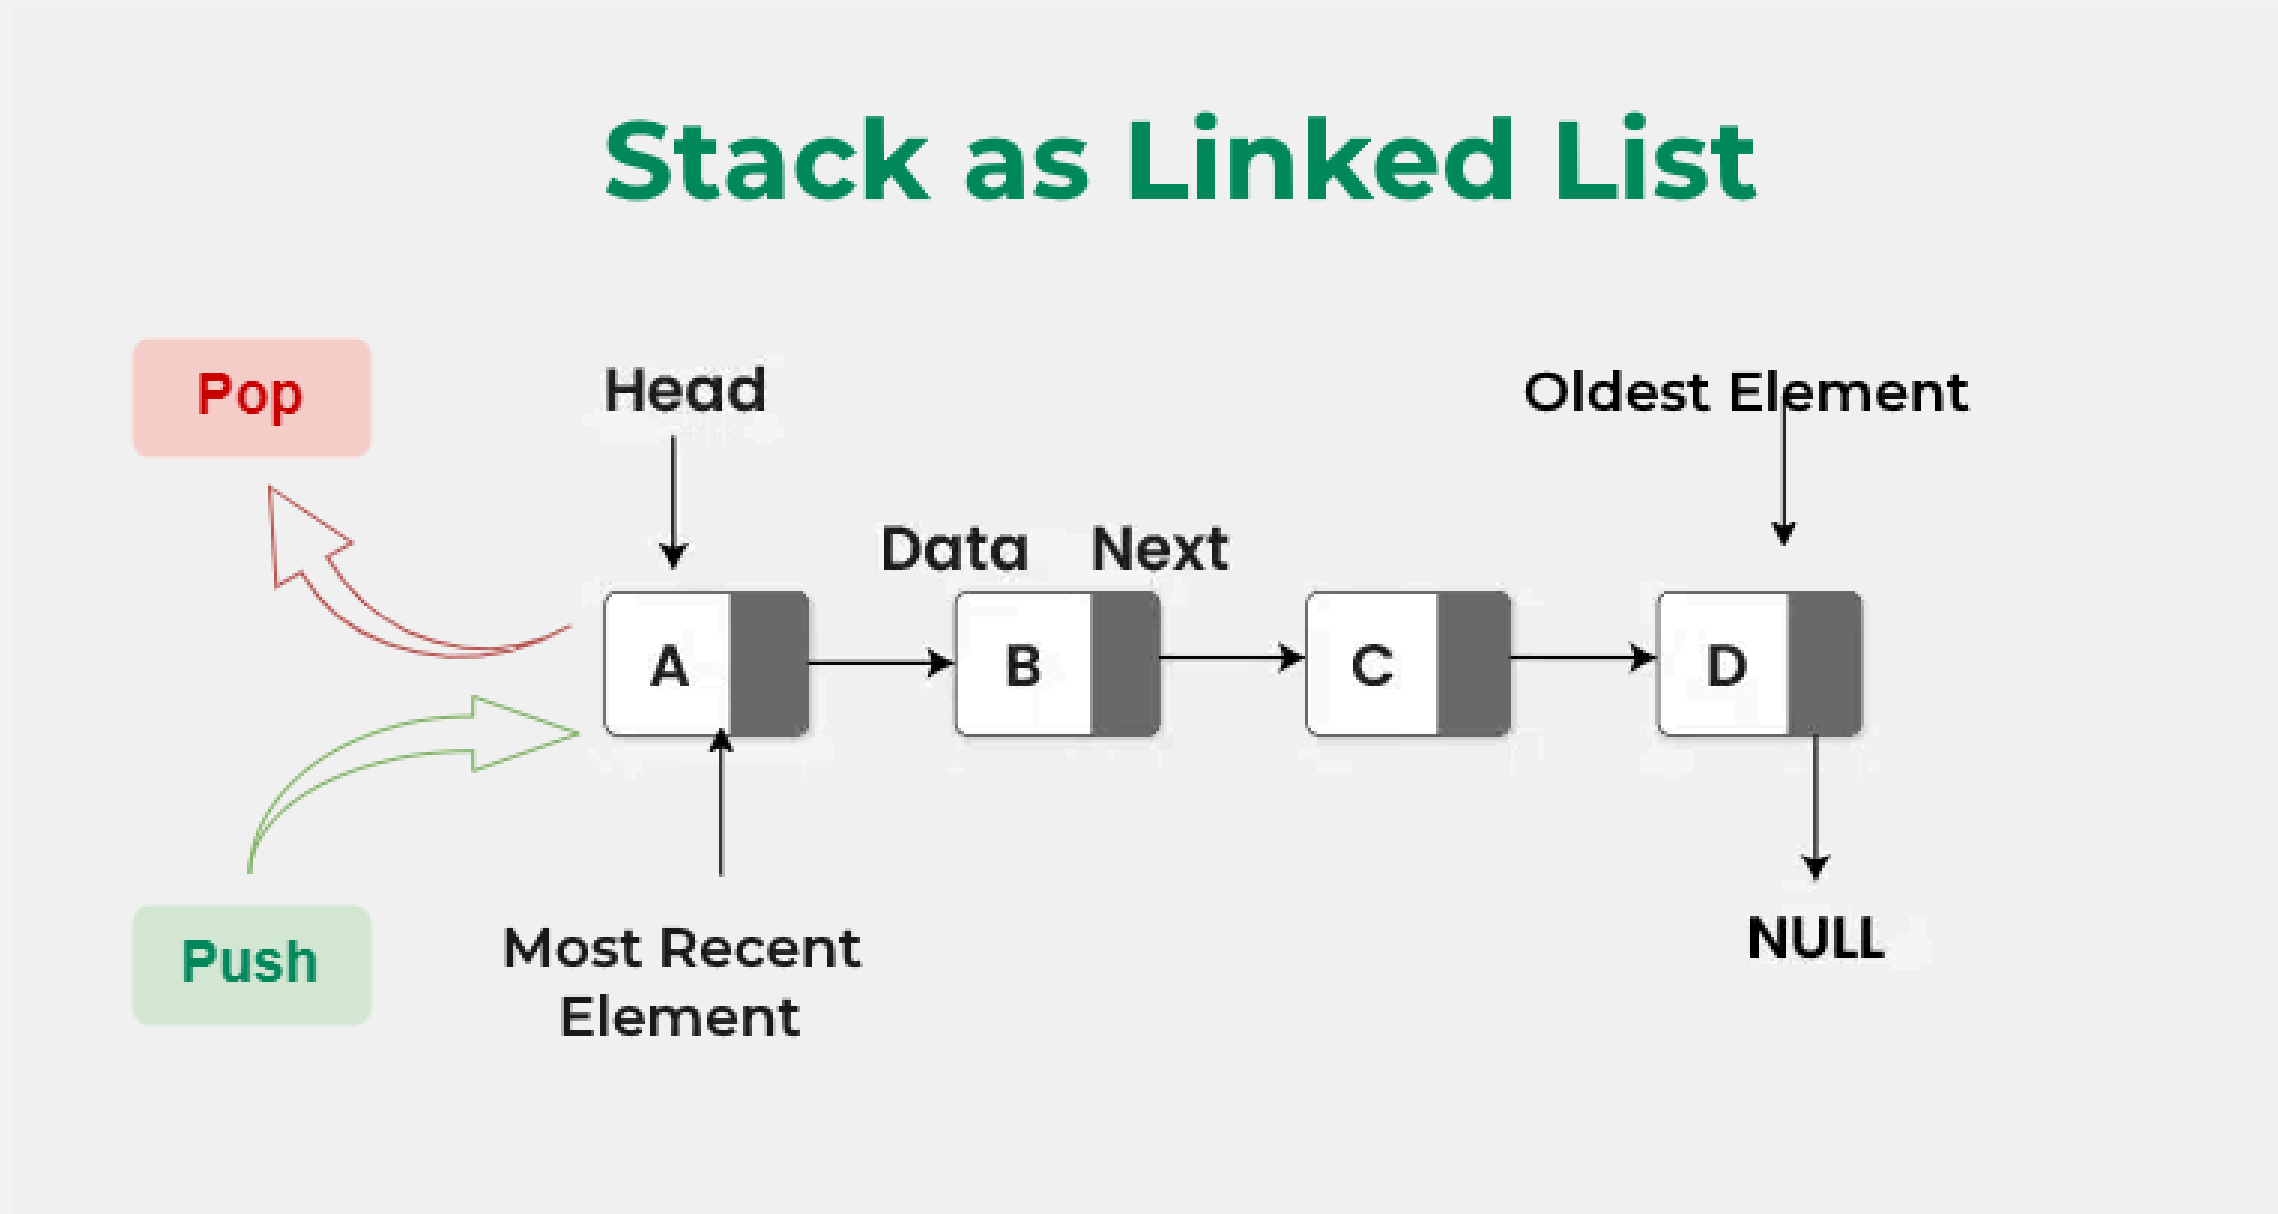 Stack as Linked List
Pop
Head
Oldest Element
Data Next
A
B
C
D
Push
Most Recent
Element
NULL